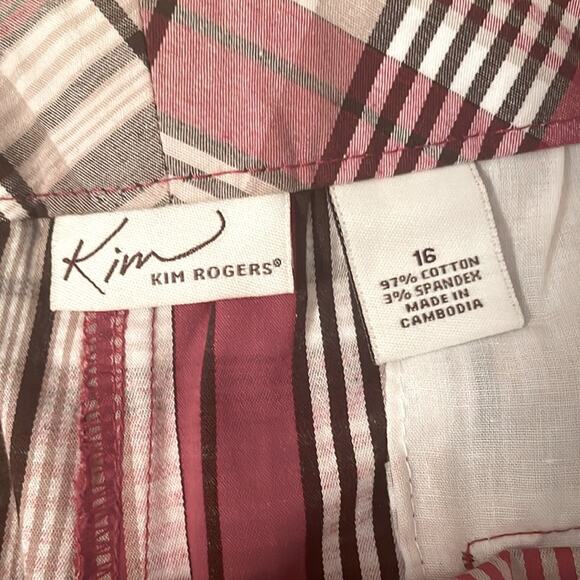 Kim
KIM ROGERS®
16
97% COTTON
3% SPANDEX
MADE IN
CAMBODIA